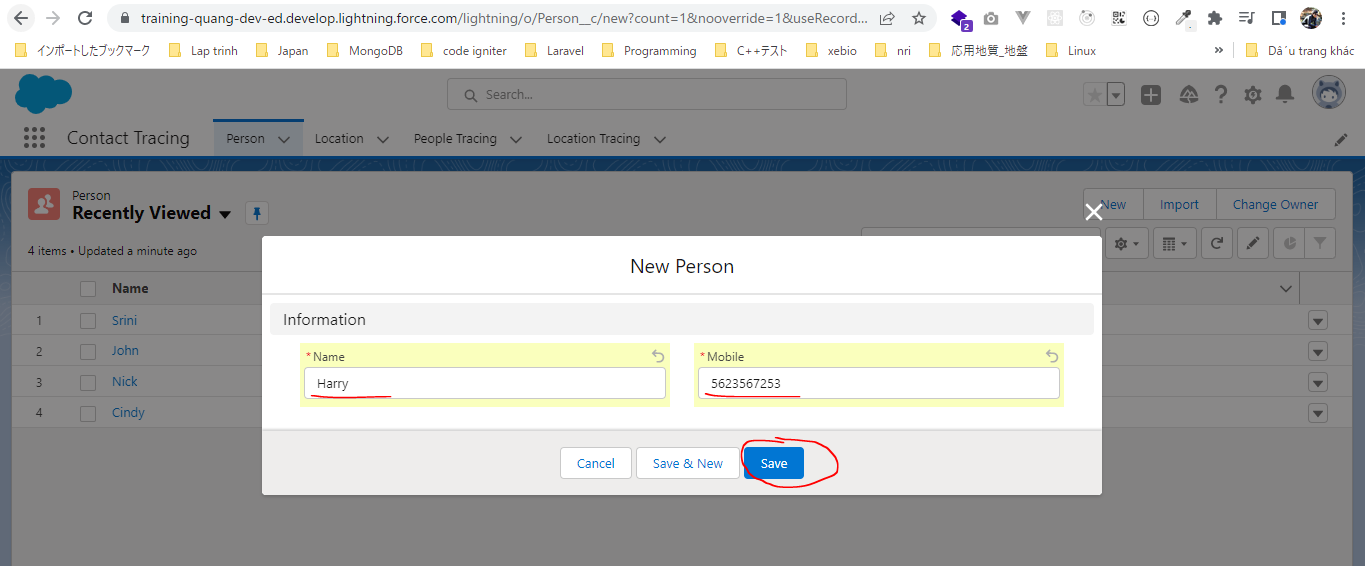 training-quang-dev-ed.develop.lightning.force.com/lightning/o/Person__c/new?count=1&nooverride=1&useRecord...
2
インポートしたブックマーク Lap trinh Japan MongoDB code igniter Laravel Programming C++テスト xebio nri 応用地質_地盤 Linux » Dấu trang khác
Search...
Contact Tracing Person Location People Tracing Location Tracing
Person
Recently Viewed
New Import Change Owner
4 items • Updated a minute ago
Name
1 Srini
2 John
3 Nick
4 Cindy
New Person
Information
*Name
Harry
*Mobile
5623567253
Cancel Save & New Save